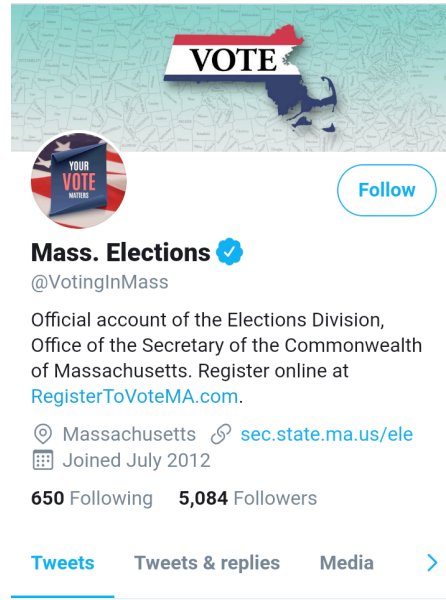 VOTE
YOUR
VOTE
MATTERS
Follow
Mass. Elections
@VotingInMass
Official account of the Elections Division,
Office of the Secretary of the Commonwealth
of Massachusetts. Register online at
RegisterToVoteMA.com.
Massachusetts sec.state.ma.us/ele
Joined July 2012
650 Following 5,084 Followers
Tweets Tweets & replies Media